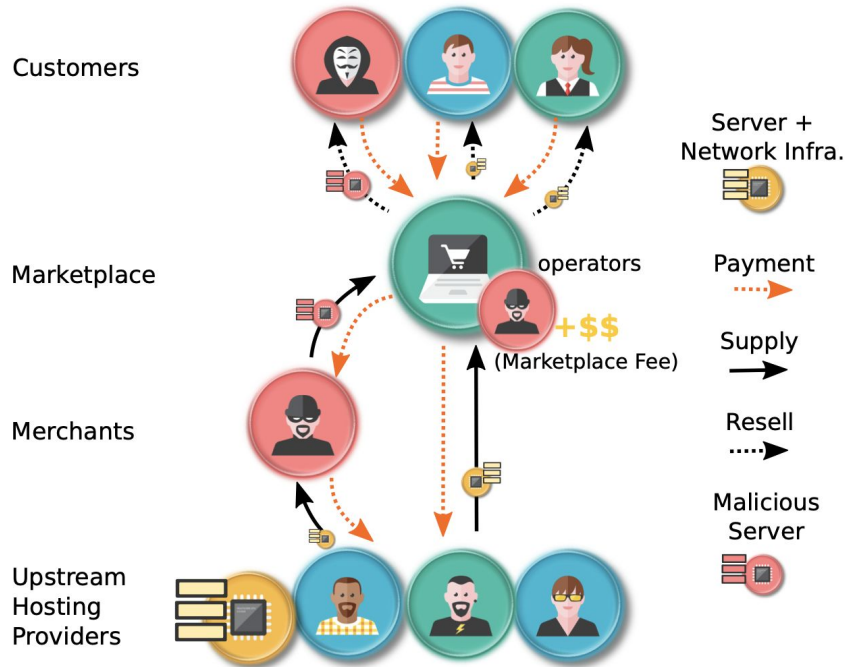 Customers
Server +
Network Infra.
Marketplace
operators
+$$
(Marketplace Fee)
Payment
Supply
Merchants
Resell
Malicious
Server
Upstream
Hosting
Providers